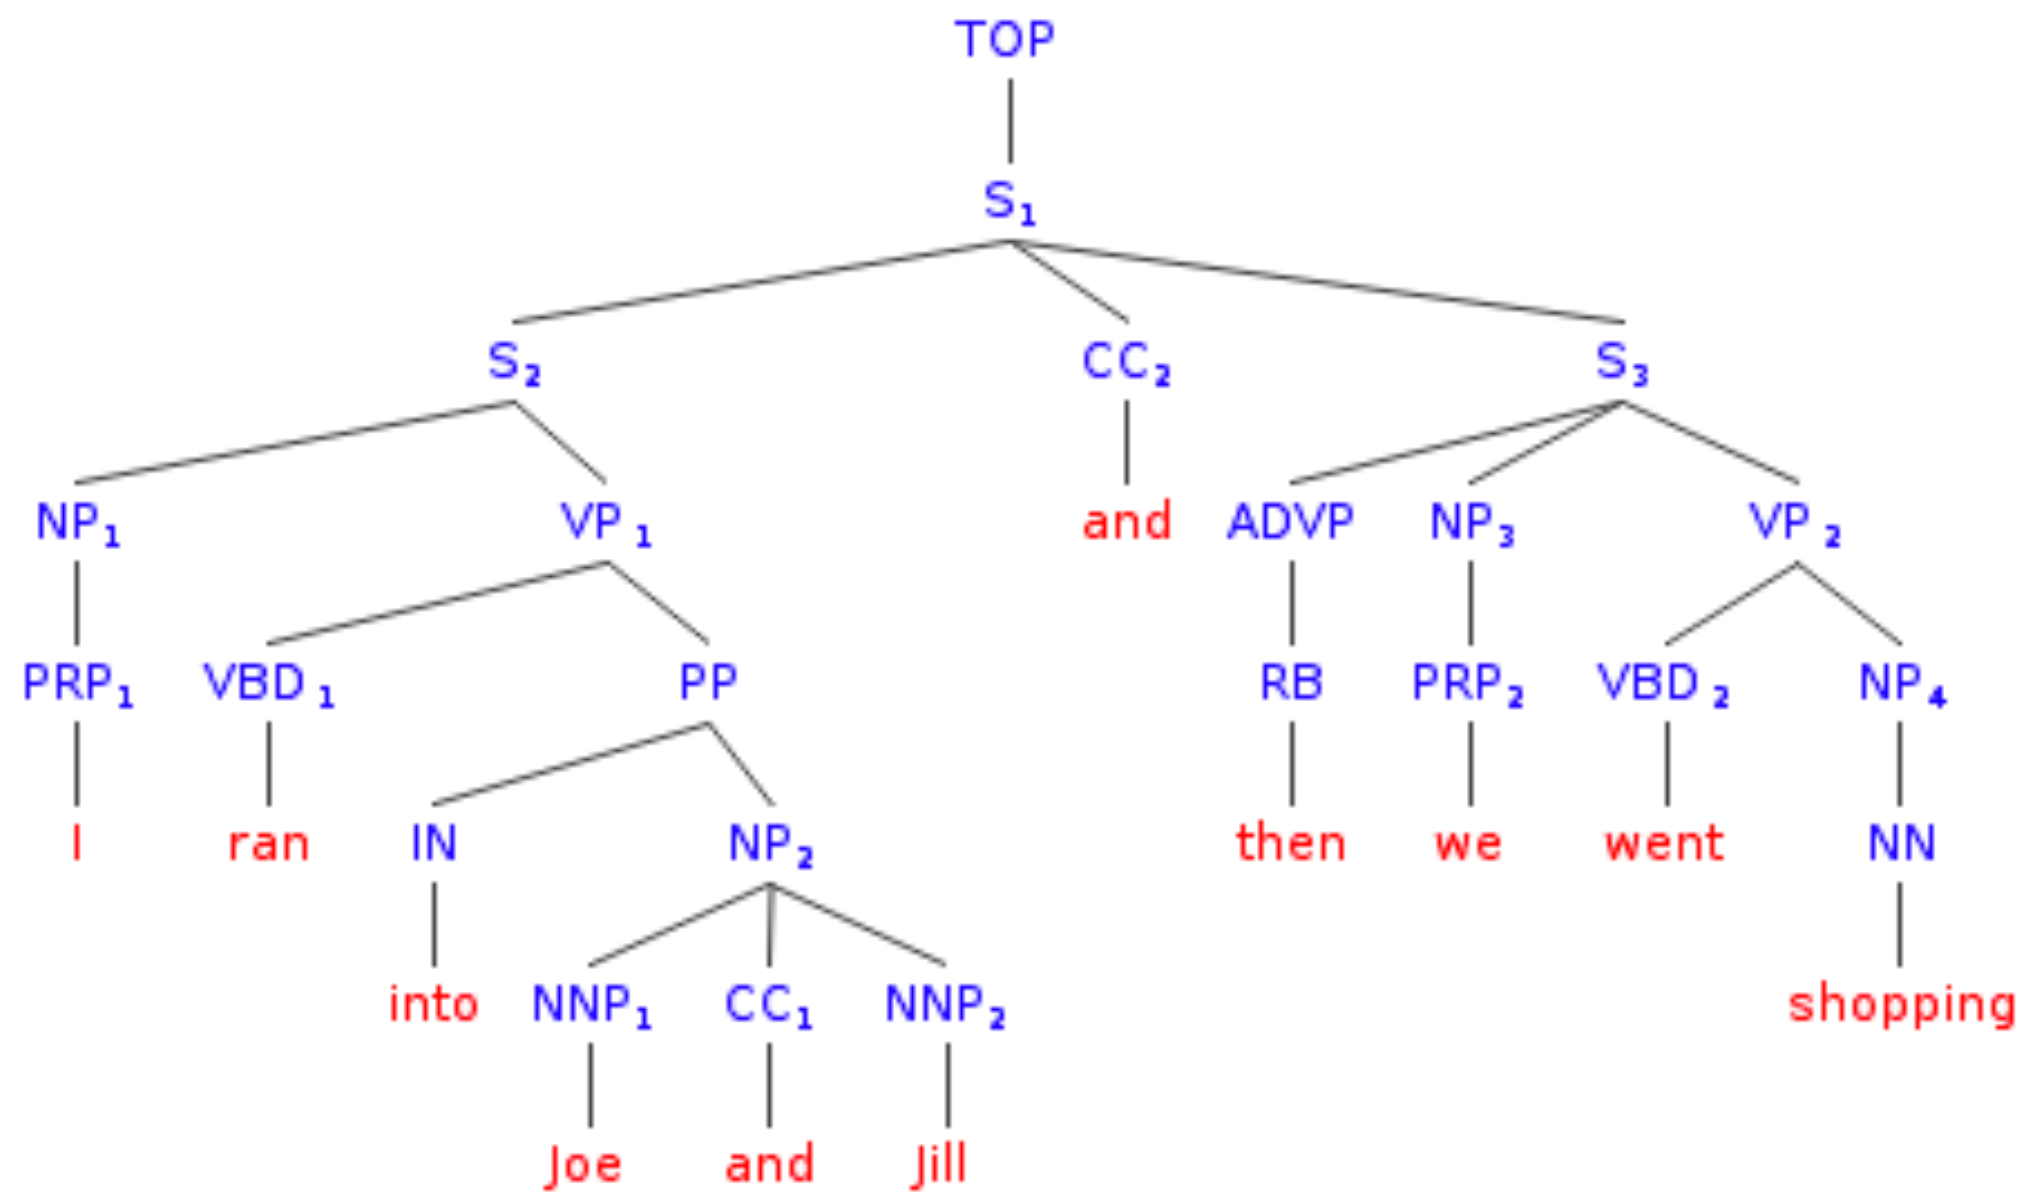 TOP
S₁
S₂ CC₂ S₃
NP₁ VP₁ and ADVP NP₃ VP₂
PRP₁ VBD₁ PP RB PRP₂ VBD₂ NP₄
I ran IN NP₂ then we went NN
into NNP₁ CC₁ NNP₂ shopping
Joe and Jill